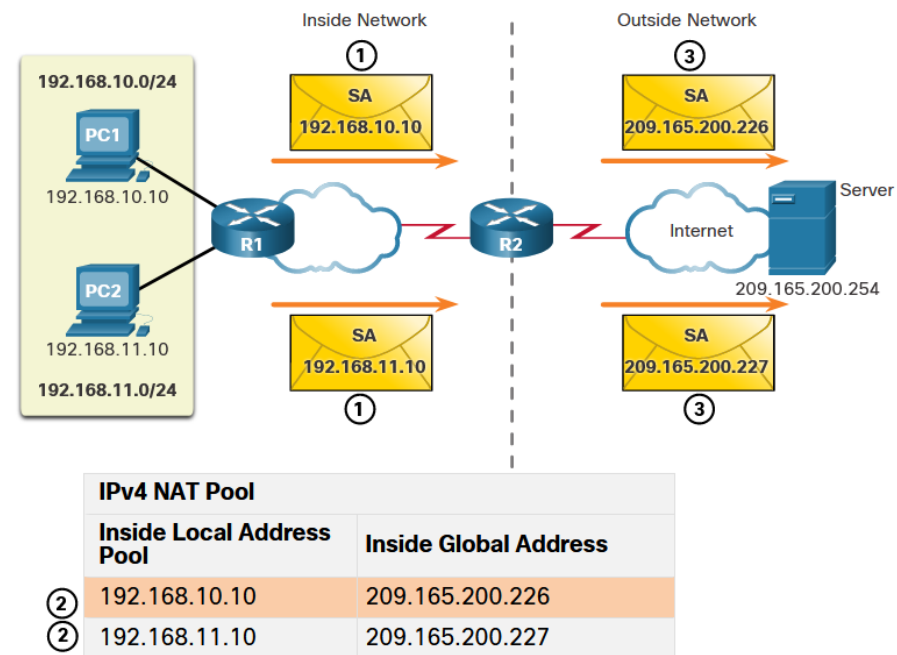 Inside Network
Outside Network
1
3
192.168.10.0/24
SA
192.168.10.10
SA
209.165.200.226
PC1
192.168.10.10
R1
R2
Internet
Server
209.165.200.254
PC2
192.168.11.10
192.168.11.0/24
SA
192.168.11.10
SA
209.165.200.227
1
3
IPv4 NAT Pool
Inside Local Address
Pool
Inside Global Address
2
192.168.10.10
209.165.200.226
2
192.168.11.10
209.165.200.227